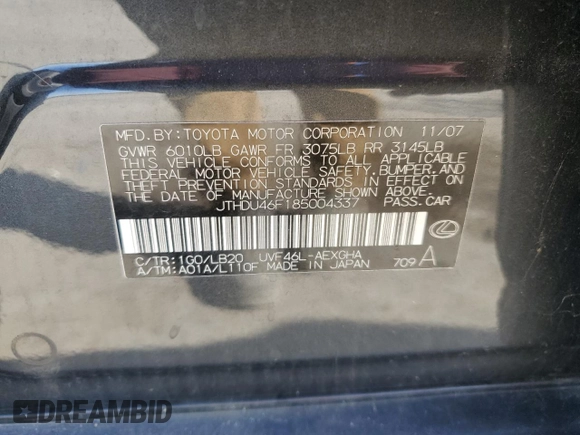 MFD. BY: TOYOTA MOTOR CORPORATION 11/07
GVWR 6010LB GAWR FR 3075LB RR 3145LB
THIS VEHICLE CONFORMS TO ALL APPLICABLE
FEDERAL MOTOR VEHICLE SAFETY, BUMPER, AND
THEFT PREVENTION STANDARDS IN EFFECT ON
THE DATE OF MANUFACTURE SHOWN ABOVE.
JTHDU46F185004337 PASS.CAR
C/TR:1G0/LB20 UVF46L-AEXGHA
A/TM:A01A/L110F MADE IN JAPAN 709 A
DREAMBID